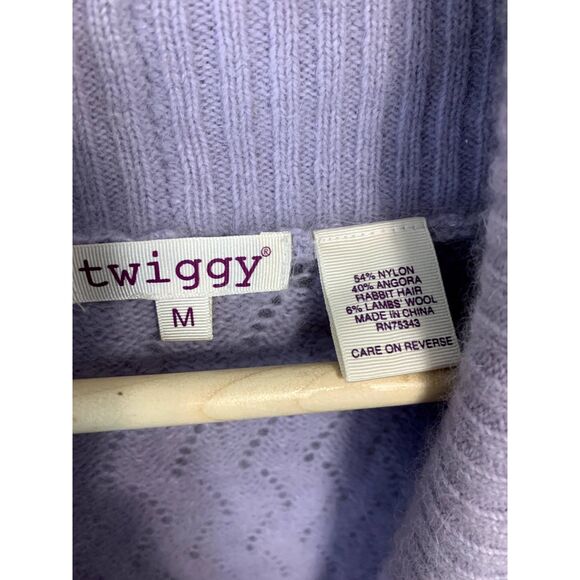 twiggy®
M
54% NYLON
40% ANGORA
RABBIT HAIR
6% LAMBS' WOOL
MADE IN CHINA
RN75343
CARE ON REVERSE